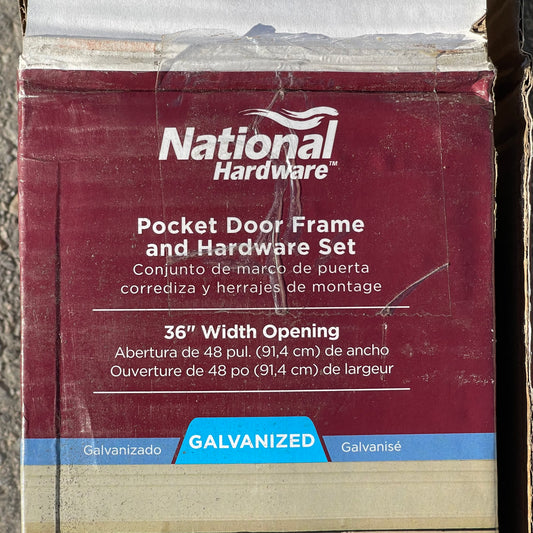 National
Hardware™
Pocket Door Frame
and Hardware Set
Conjunto de marco de puerta
corrediza y herrajes de montage
36" Width Opening
Abertura de 48 pul. (91,4 cm) de ancho
Ouverture de 48 po (91,4 cm) de largeur
Galvanizado GALVANIZED Galvanisé